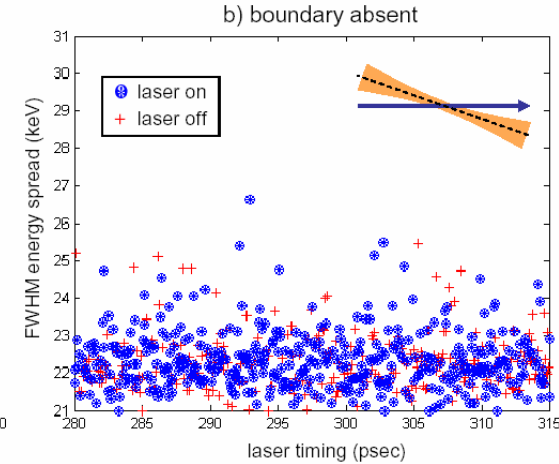 b) boundary absent
31
30
29
28
27
26
25
24
23
22
21
FWHM energy spread (keV)
laser on
laser off
0
280 285 290 295 300 305 310 315
laser timing (psec)